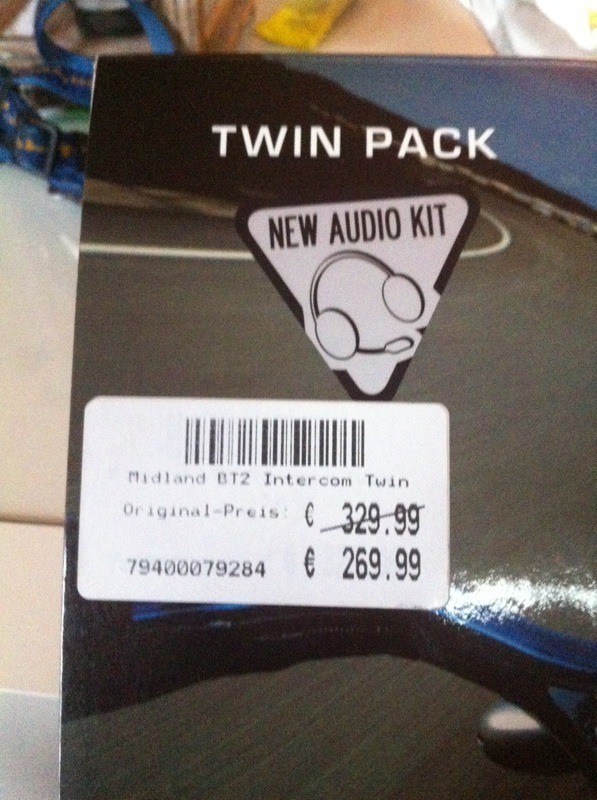 TWIN PACK
NEW AUDIO KIT
Midland BT2 Intercom Twin
Original-Preis: € 329.99
79400079284 € 269.99